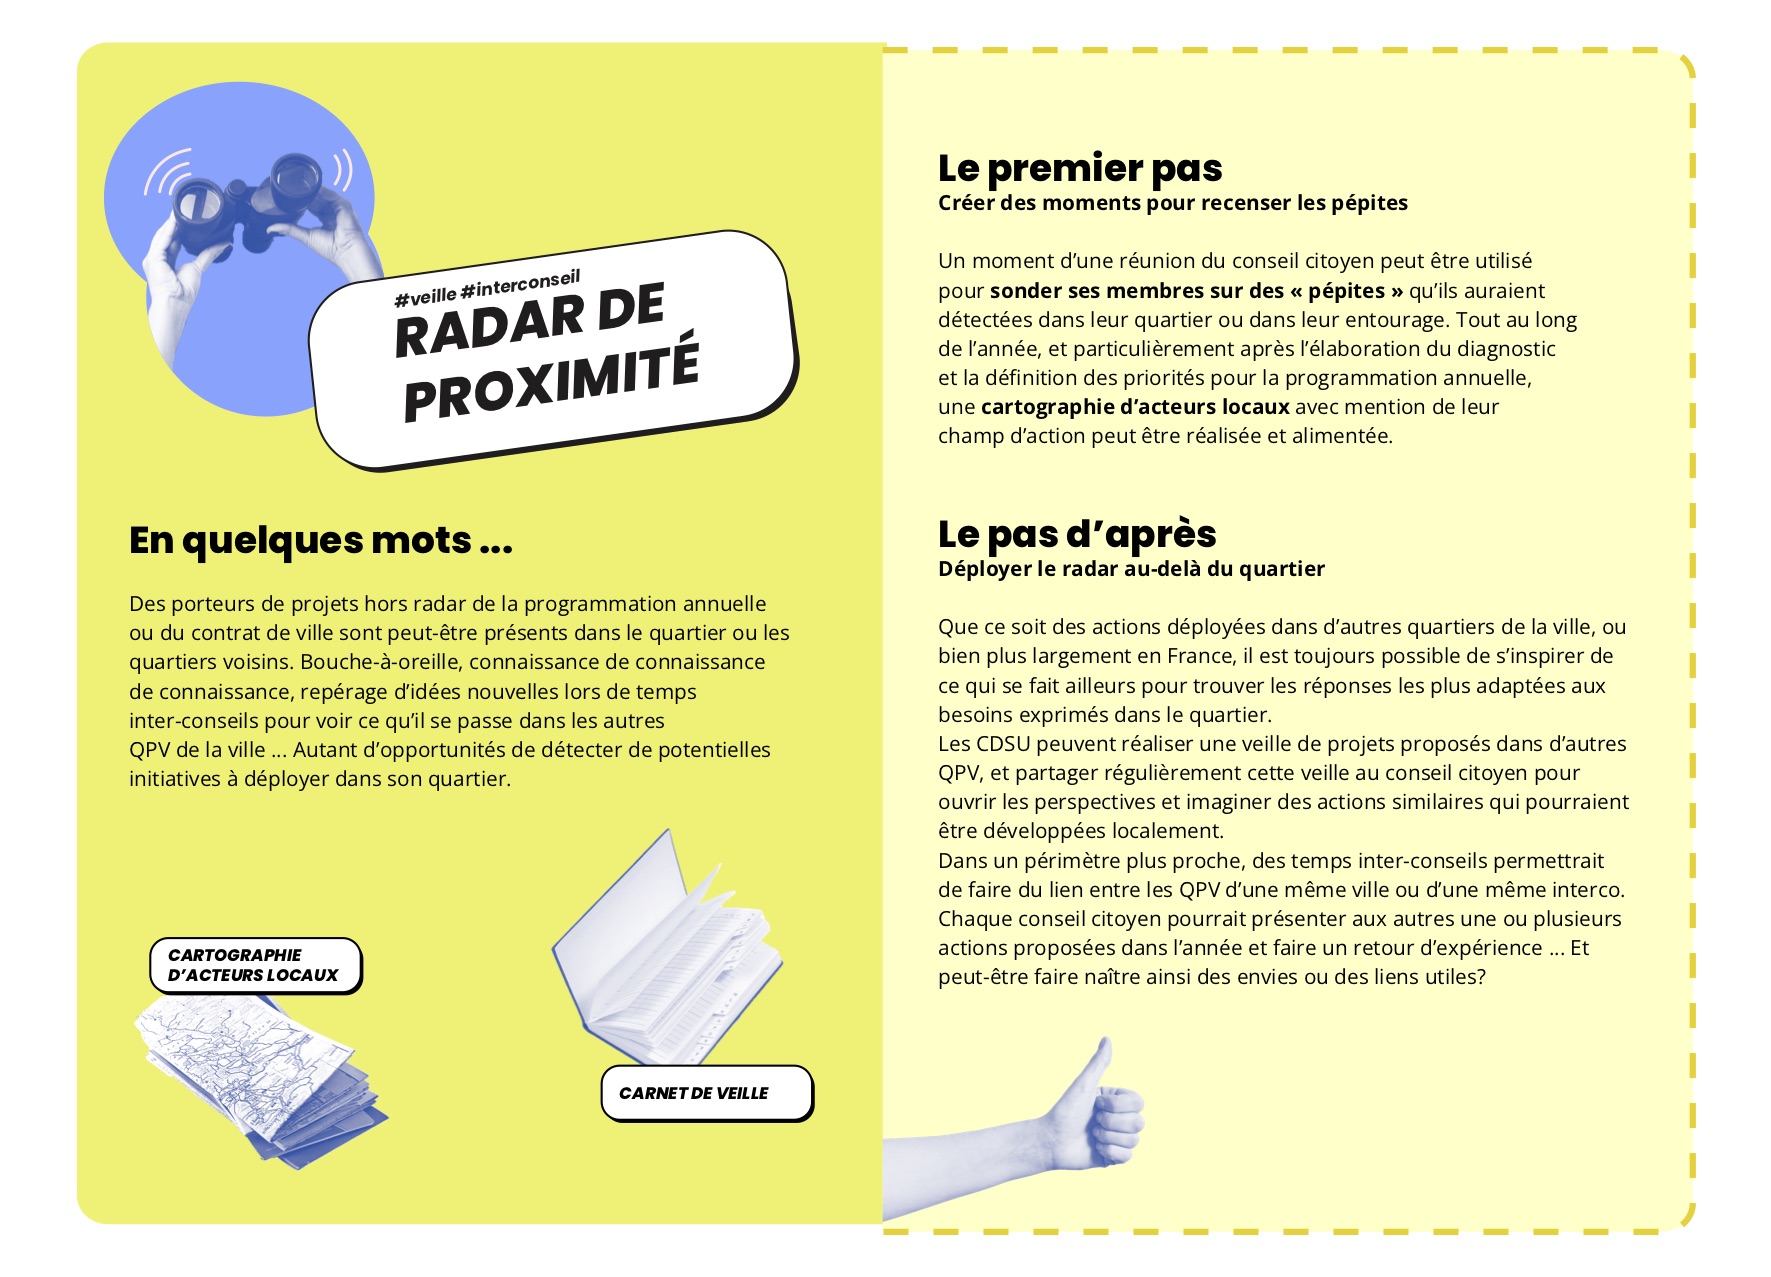 #veille #interconseil
RADAR DE
PROXIMITÉ
En quelques mots ...
Des porteurs de projets hors radar de la programmation annuelle
ou du contrat de ville sont peut-être présents dans le quartier ou les
quartiers voisins. Bouche-à-oreille, connaissance de connaissance
de connaissance, repérage d’idées nouvelles lors de temps
inter-conseils pour voir ce qu’il se passe dans les autres
QPV de la ville ... Autant d’opportunités de détecter de potentielles
initiatives à déployer dans son quartier.
CARTOGRAPHIE
D’ACTEURS LOCAUX
CARNET DE VEILLE
Le premier pas
Créer des moments pour recenser les pépites
Un moment d’une réunion du conseil citoyen peut être utilisé
pour sonder ses membres sur des « pépites » qu’ils auraient
détectées dans leur quartier ou dans leur entourage. Tout au long
de l’année, et particulièrement après l’élaboration du diagnostic
et la définition des priorités pour la programmation annuelle,
une cartographie d’acteurs locaux avec mention de leur
champ d’action peut être réalisée et alimentée.
Le pas d’après
Déployer le radar au-delà du quartier
Que ce soit des actions déployées dans d’autres quartiers de la ville, ou
bien plus largement en France, il est toujours possible de s’inspirer de
ce qui se fait ailleurs pour trouver les réponses les plus adaptées aux
besoins exprimés dans le quartier.
Les CDSU peuvent réaliser une veille de projets proposés dans d’autres
QPV, et partager régulièrement cette veille au conseil citoyen pour
ouvrir les perspectives et imaginer des actions similaires qui pourraient
être développées localement.
Dans un périmètre plus proche, des temps inter-conseils permettrait
de faire du lien entre les QPV d’une même ville ou d’une même interco.
Chaque conseil citoyen pourrait présenter aux autres une ou plusieurs
actions proposées dans l’année et faire un retour d’expérience ... Et
peut-être faire naître ainsi des envies ou des liens utiles?